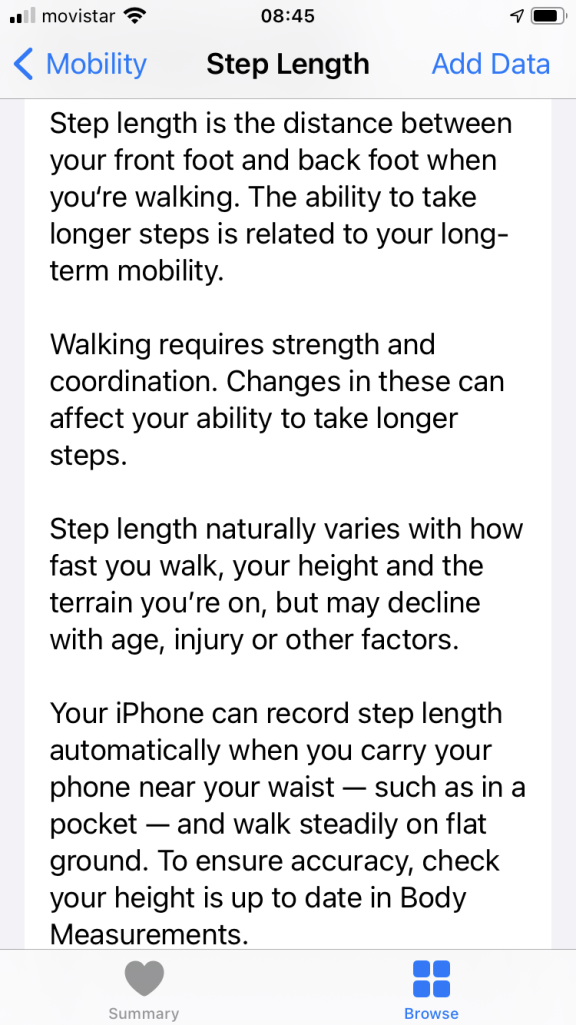 movistar 08:45
Mobility Step Length Add Data
Step length is the distance between
your front foot and back foot when
you‘re walking. The ability to take
longer steps is related to your long-
term mobility.
Walking requires strength and
coordination. Changes in these can
affect your ability to take longer
steps.
Step length naturally varies with how
fast you walk, your height and the
terrain you’re on, but may decline
with age, injury or other factors.
Your iPhone can record step length
automatically when you carry your
phone near your waist — such as in a
pocket — and walk steadily on flat
ground. To ensure accuracy, check
your height is up to date in Body
Measurements.
Summary Browse